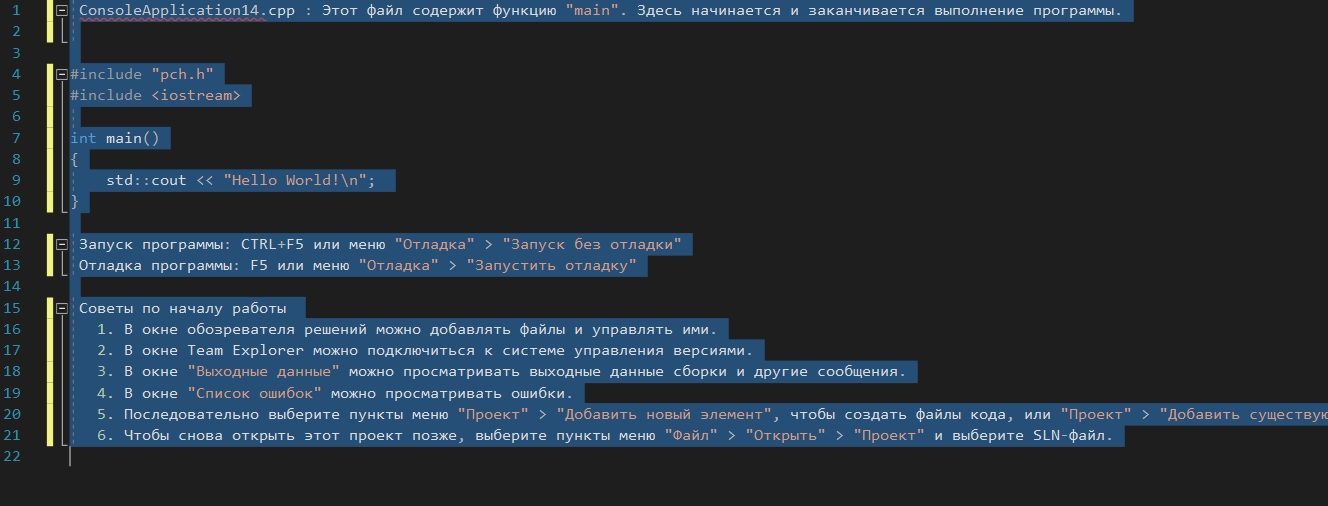 1 ConsoleApplication14.cpp : Этот файл содержит функцию "main". Здесь начинается и заканчивается выполнение программы.
2
3
4 #include "pch.h"
5 #include <iostream>
6
7 int main()
8 {
9 std::cout << "Hello World!\n";
10 }
11
12 Запуск программы: CTRL+F5 или меню "Отладка" > "Запуск без отладки"
13 Отладка программы: F5 или меню "Отладка" > "Запустить отладку"
14
15 Советы по началу работы
16 1. В окне обозревателя решений можно добавлять файлы и управлять ими.
17 2. В окне Team Explorer можно подключиться к системе управления версиями.
18 3. В окне "Выходные данные" можно просматривать выходные данные сборки и другие сообщения.
19 4. В окне "Список ошибок" можно просматривать ошибки.
20 5. Последовательно выберите пункты меню "Проект" > "Добавить новый элемент", чтобы создать файлы кода, или "Проект" > "Добавить существую
21 6. Чтобы снова открыть этот проект позже, выберите пункты меню "Файл" > "Открыть" > "Проект" и выберите SLN-файл.
22